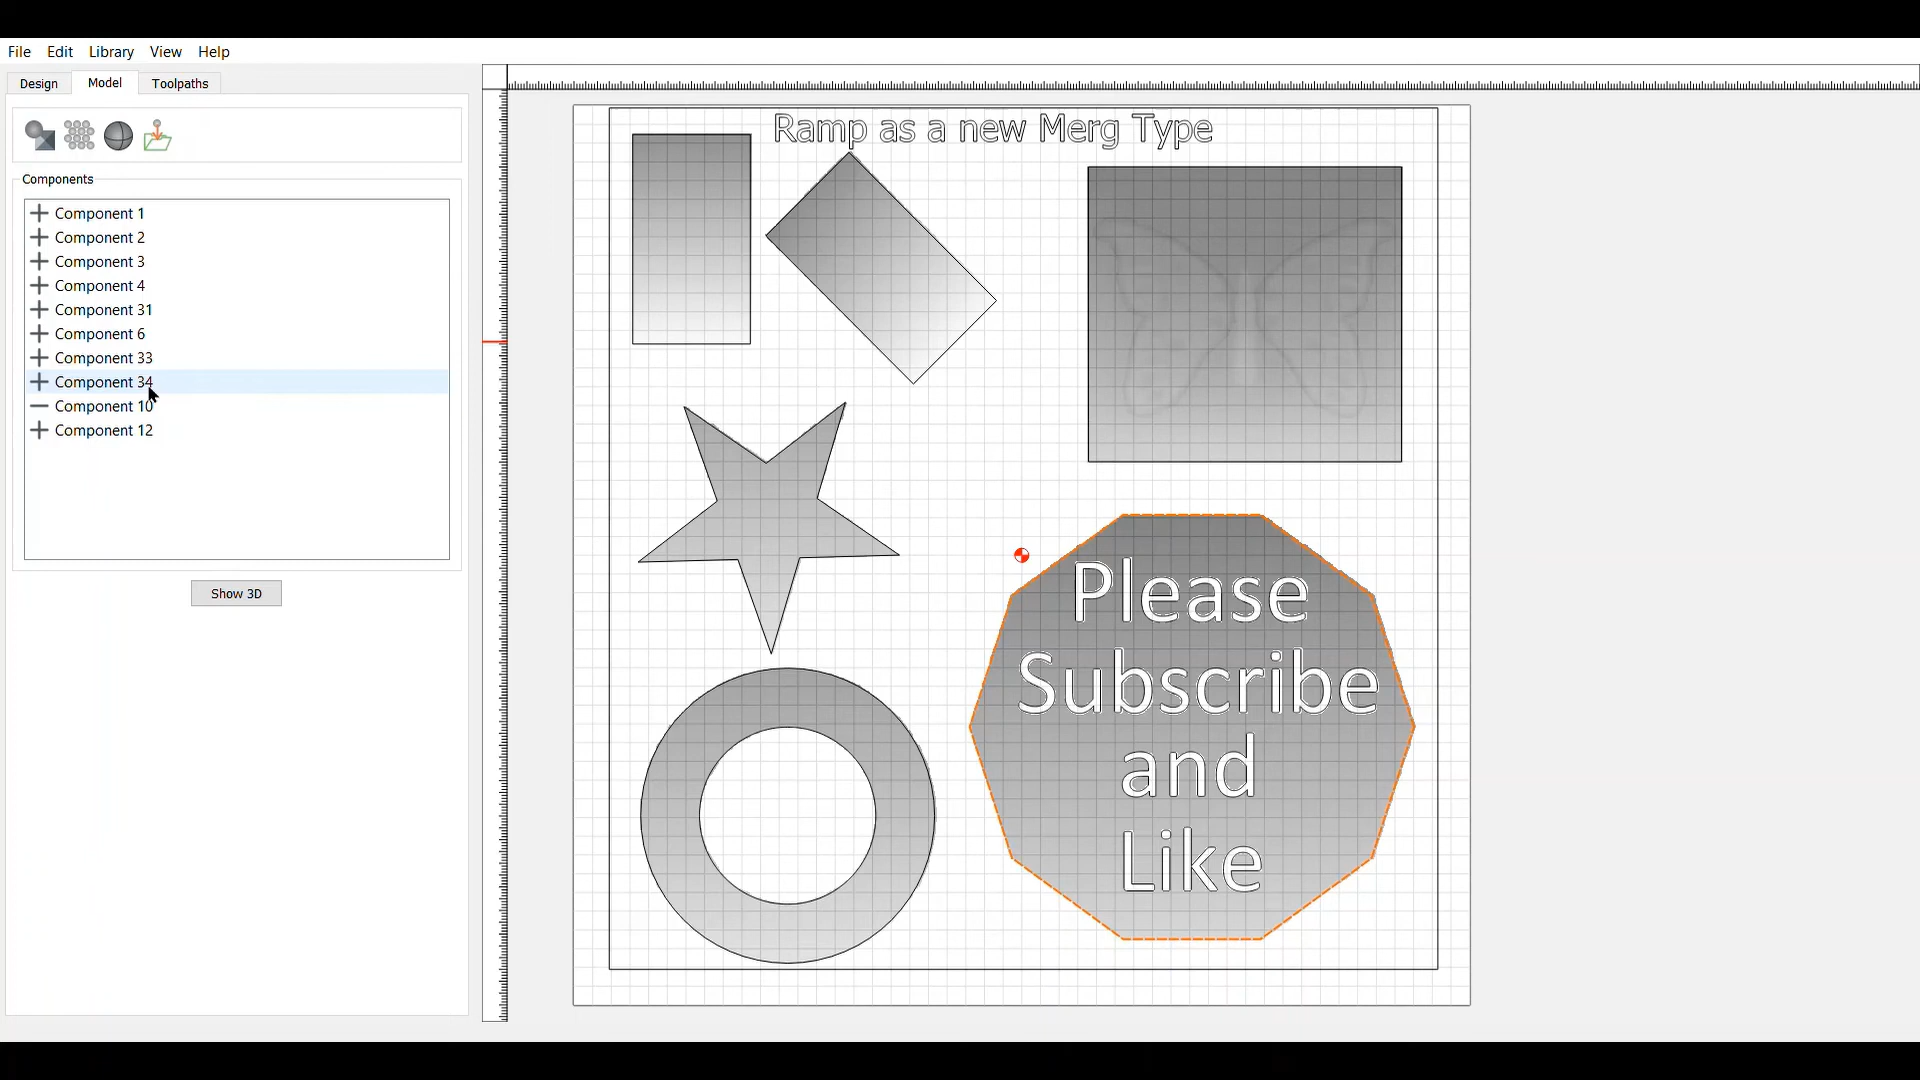 File Edit Library View Help
Design Model Toolpaths
Components
Component 1
Component 2
Component 3
Component 4
Component 31
Component 6
Component 33
Component 34
Component 10
Component 12
Show 3D
Ramp as a new Merg Type
Please
Subscribe
and
Like